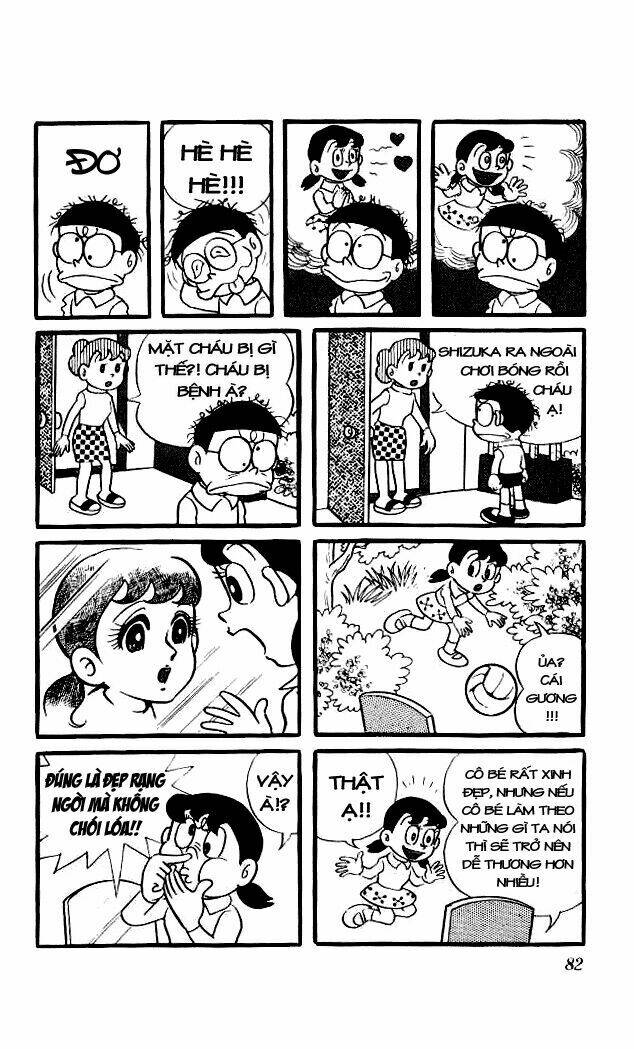 ĐƠ
HÈ HÈ
HÈ!!!
MẶT CHÁU BỊ GÌ
THẾ?! CHÁU BỊ
BỆNH À?
SHIZUKA RA NGOÀI
CHƠI BÓNG RỒI
CHÁU
Ạ!
ỦA?
CÁI
GƯƠNG
!!!
ĐÚNG LÀ ĐẸP RẠNG
NGỜI MÀ KHÔNG
CHÓI LÓA!!
VẬY
À!?
THẬT
Ạ!!
CÔ BÉ RẤT XINH
ĐẸP, NHƯNG NẾU
CÔ BÉ LÀM THEO
NHỮNG GÌ TA NÓI
THÌ SẼ TRỞ NÊN
DỄ THƯƠNG HƠN
NHIỀU!
82